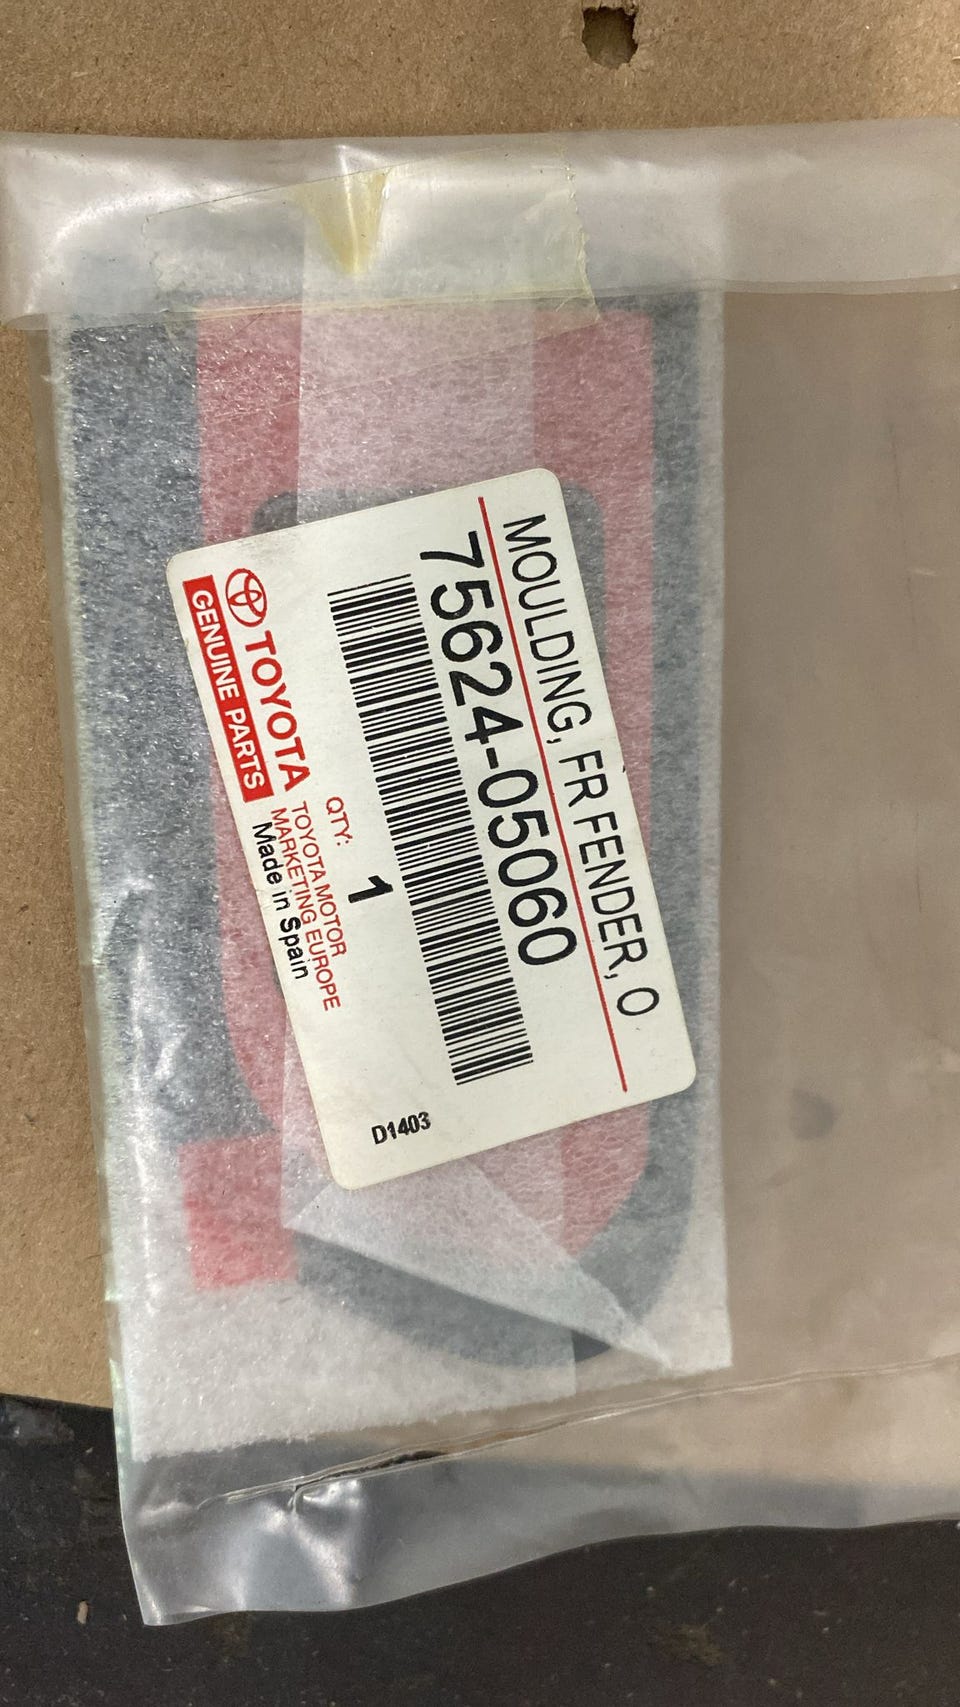 MOULDING, FR FENDER, O
75624-05060
QTY:
1
TOYOTA
GENUINE PARTS
TOYOTA MOTOR
MARKETING EUROPE
Made in Spain
D1403